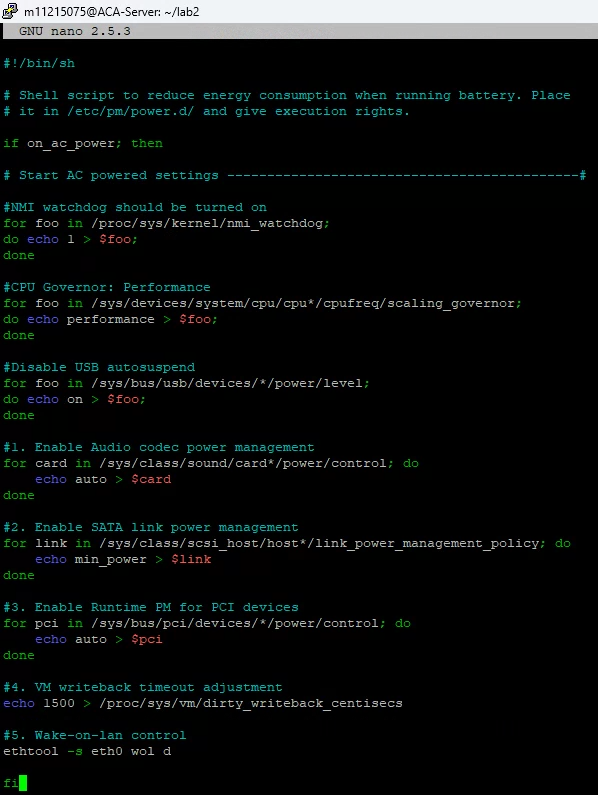 m11215075@ACA-Server: ~/lab2
GNU nano 2.5.3
#!/bin/sh
# Shell script to reduce energy consumption when running battery. Place
# it in /etc/pm/power.d/ and give execution rights.
if on_ac_power; then
# Start AC powered settings --------------------------------------------#
#NMI watchdog should be turned on
for foo in /proc/sys/kernel/nmi_watchdog;
do echo 1 > $foo;
done
#CPU Governor: Performance
for foo in /sys/devices/system/cpu/cpu*/cpufreq/scaling_governor;
do echo performance > $foo;
done
#Disable USB autosuspend
for foo in /sys/bus/usb/devices/*/power/level;
do echo on > $foo;
done
#1. Enable Audio codec power management
for card in /sys/class/sound/card*/power/control; do
    echo auto > $card
done
#2. Enable SATA link power management
for link in /sys/class/scsi_host/host*/link_power_management_policy; do
    echo min_power > $link
done
#3. Enable Runtime PM for PCI devices
for pci in /sys/bus/pci/devices/*/power/control; do
    echo auto > $pci
done
#4. VM writeback timeout adjustment
echo 1500 > /proc/sys/vm/dirty_writeback_centisecs
#5. Wake-on-lan control
ethtool -s eth0 wol d
fi